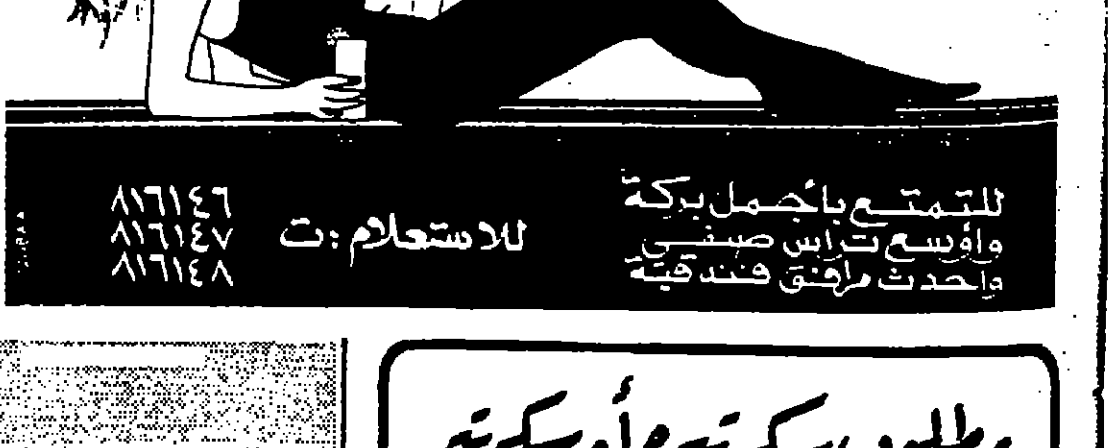 للتمتع بأجمل بركة
وأوسع تراس صيفي
وأحدث مرافق فندقية
للاستعلام : ت
٨١٦١٤٦
٨١٦١٤٧
٨١٦١٤٨